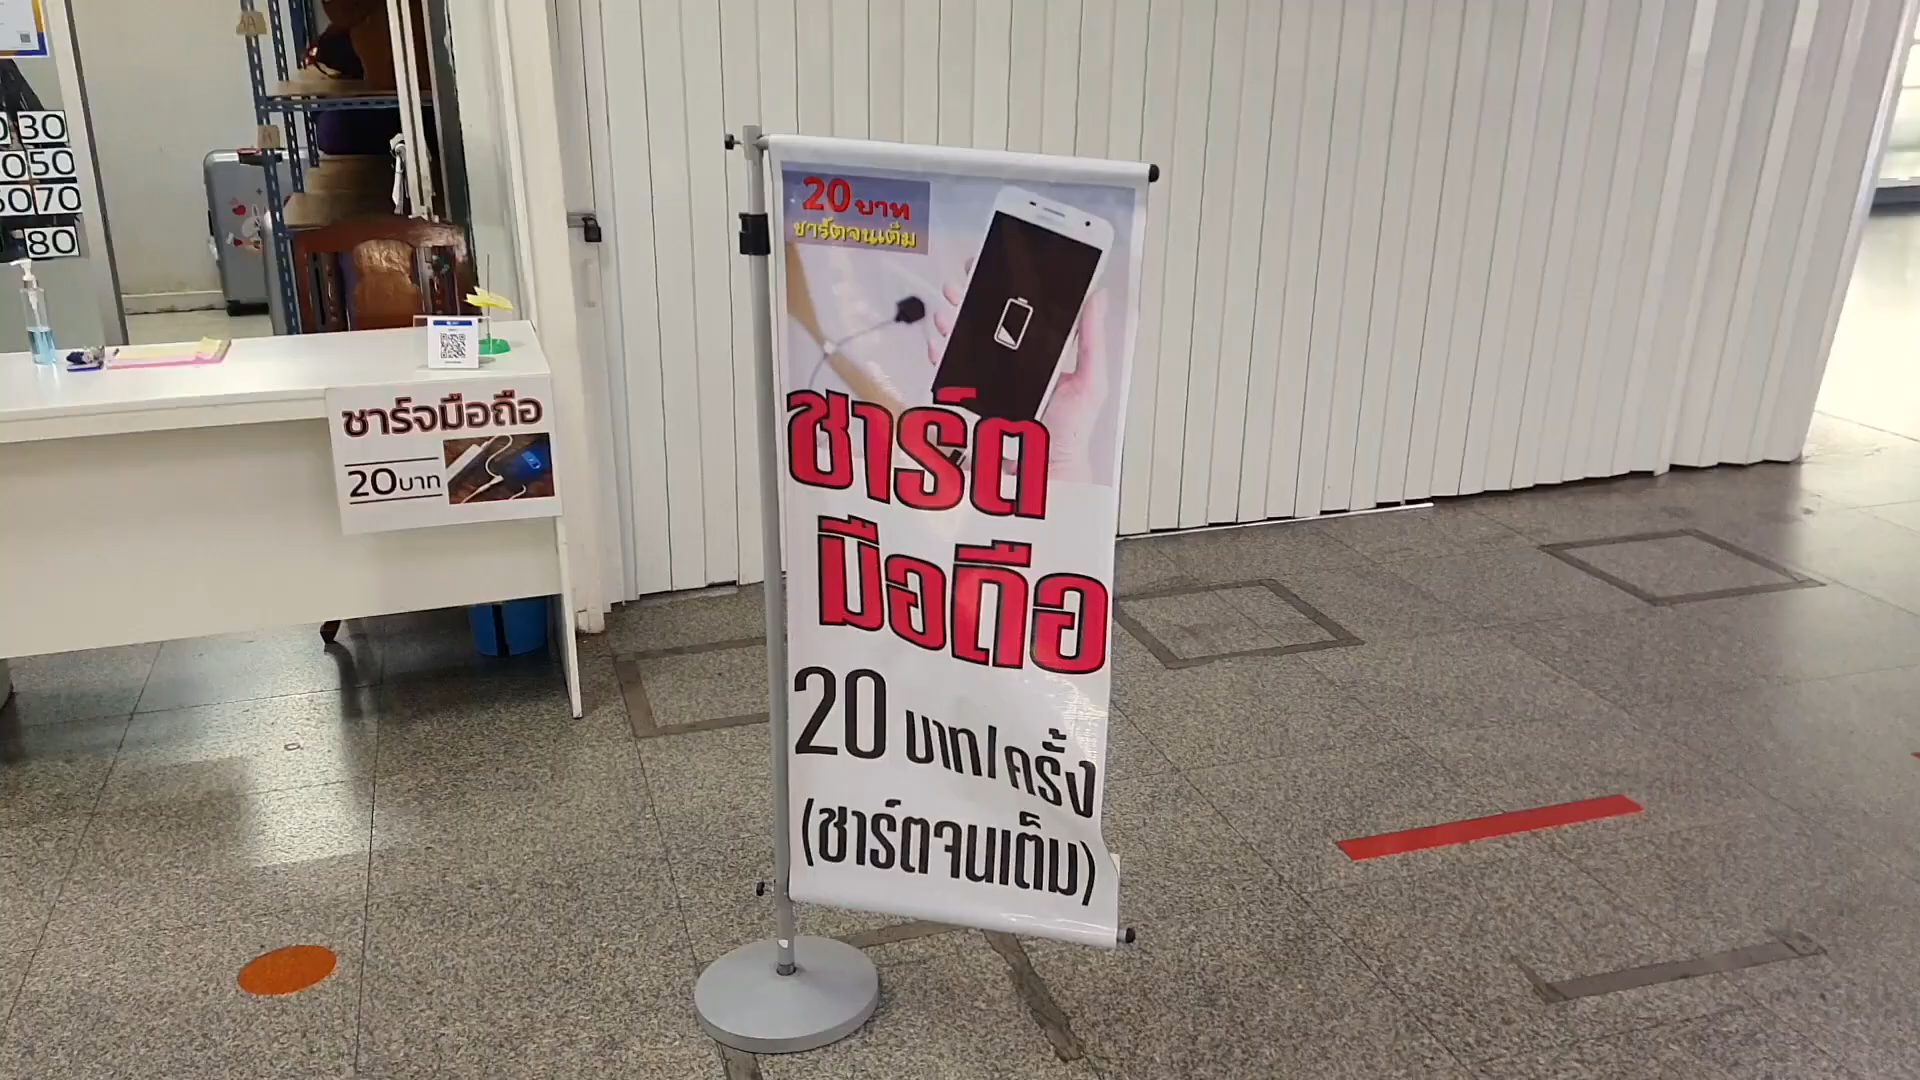 30
50
70
80
ชาร์จมือถือ
20บาท
20 บาท
ชาร์ตจนเต็ม
ชาร์ต
มือถือ
20 บาท/ครั้ง
(ชาร์ตจนเต็ม)